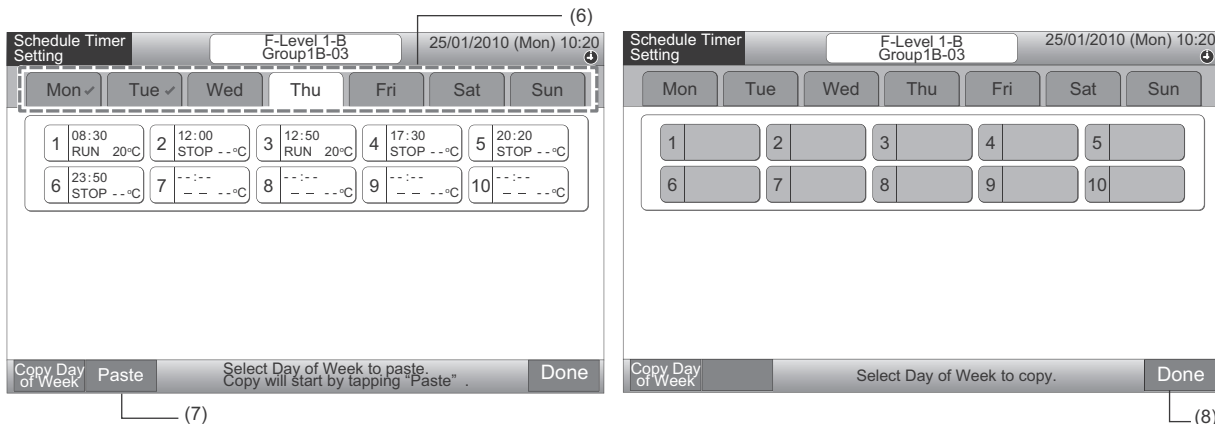 (6)
Schedule Timer
Setting
F-Level 1-B
Group1B-03
25/01/2010 (Mon) 10:20
Mon✓ Tue✓ Wed Thu Fri Sat Sun
1 08:30 RUN 20°C
2 12:00 STOP --°C
3 12:50 RUN 20°C
4 17:30 STOP --°C
5 20:20 STOP --°C
6 23:50 STOP --°C
7 --:-- -- --°C
8 --:-- -- --°C
9 --:-- -- --°C
10 --:-- -- --°C
Copy Day
of Week
Paste
Select Day of Week to paste.
Copy will start by tapping "Paste" .
Done
(7)
Schedule Timer
Setting
F-Level 1-B
Group1B-03
25/01/2010 (Mon) 10:20
Mon Tue Wed Thu Fri Sat Sun
1 2 3 4 5
6 7 8 9 10
Copy Day
of Week
Select Day of Week to copy.
Done
(8)